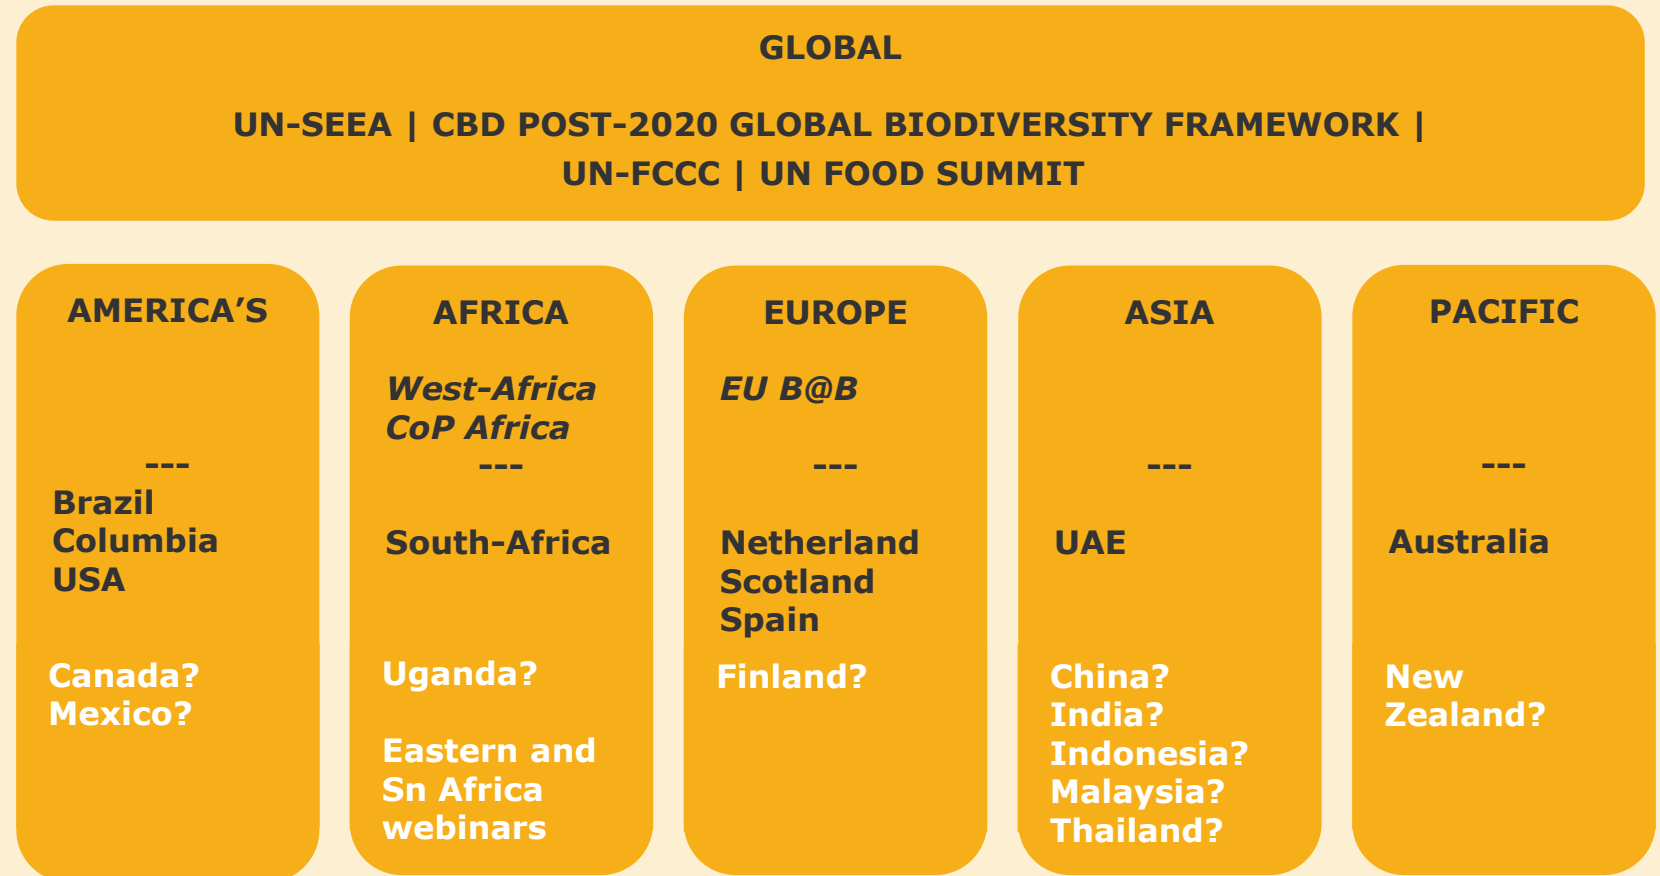 GLOBAL
UN-SEEA | CBD POST-2020 GLOBAL BIODIVERSITY FRAMEWORK |
UN-FCCC | UN FOOD SUMMIT
AMERICA’S
---
Brazil
Columbia
USA
Canada?
Mexico?
AFRICA
West-Africa
CoP Africa
---
South-Africa
Uganda?
Eastern and
Sn Africa
webinars
EUROPE
EU B@B
---
Netherland
Scotland
Spain
Finland?
ASIA
---
UAE
China?
India?
Indonesia?
Malaysia?
Thailand?
PACIFIC
---
Australia
New
Zealand?